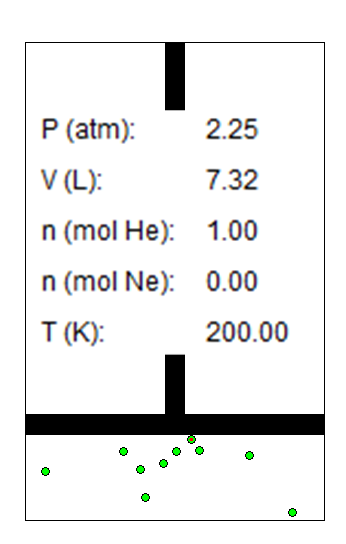 P (atm): 2.25
V (L): 7.32
n (mol He): 1.00
n (mol Ne): 0.00
T (K): 200.00